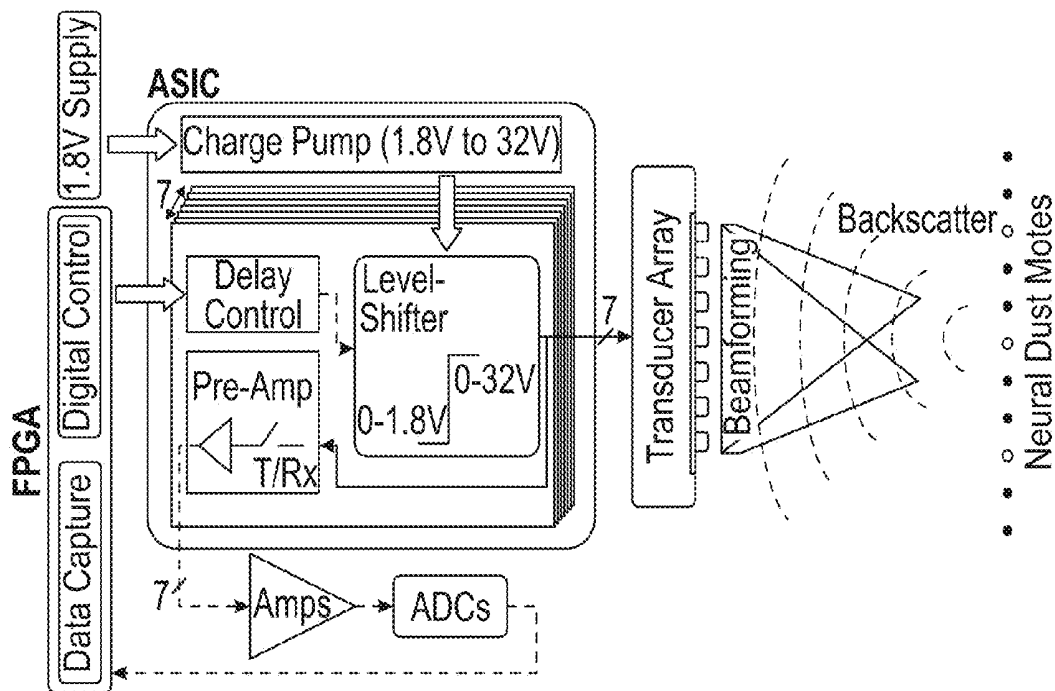 1.8V Supply
FPGA
Digital Control
Data Capture
ASIC
Charge Pump (1.8V to 32V)
7
Delay
Control
Level-
Shifter
0-32V
0-1.8V
Pre-Amp
T/Rx
7
7
Amps
ADCs
Transducer Array
Beamforming
Backscatter
Neural Dust Motes